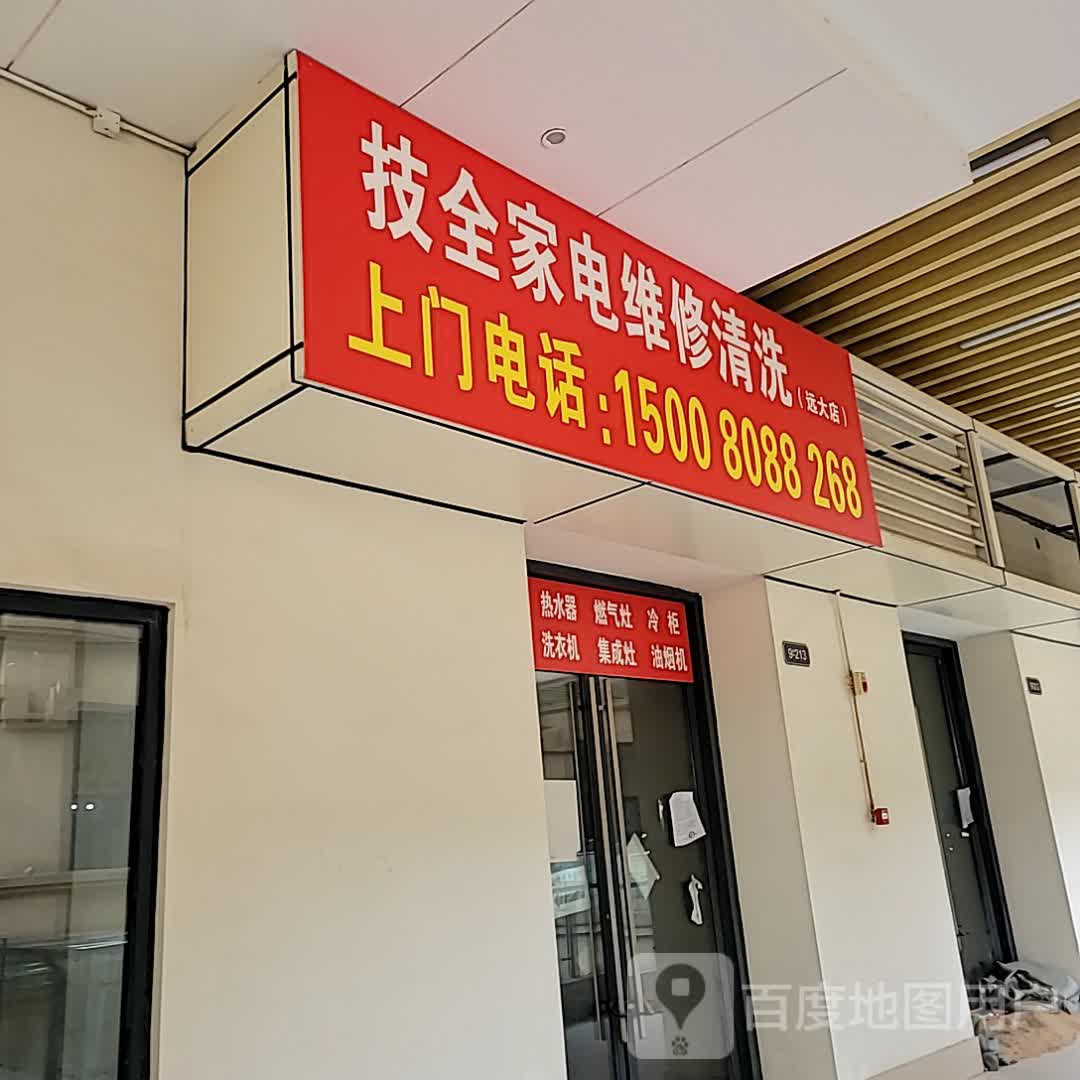 技全家电维修清洗（远大店）
上门电话:1500 8088 268
热水器 燃气灶 冷柜
洗衣机 集成灶 油烟机
9-213
百度地图用户